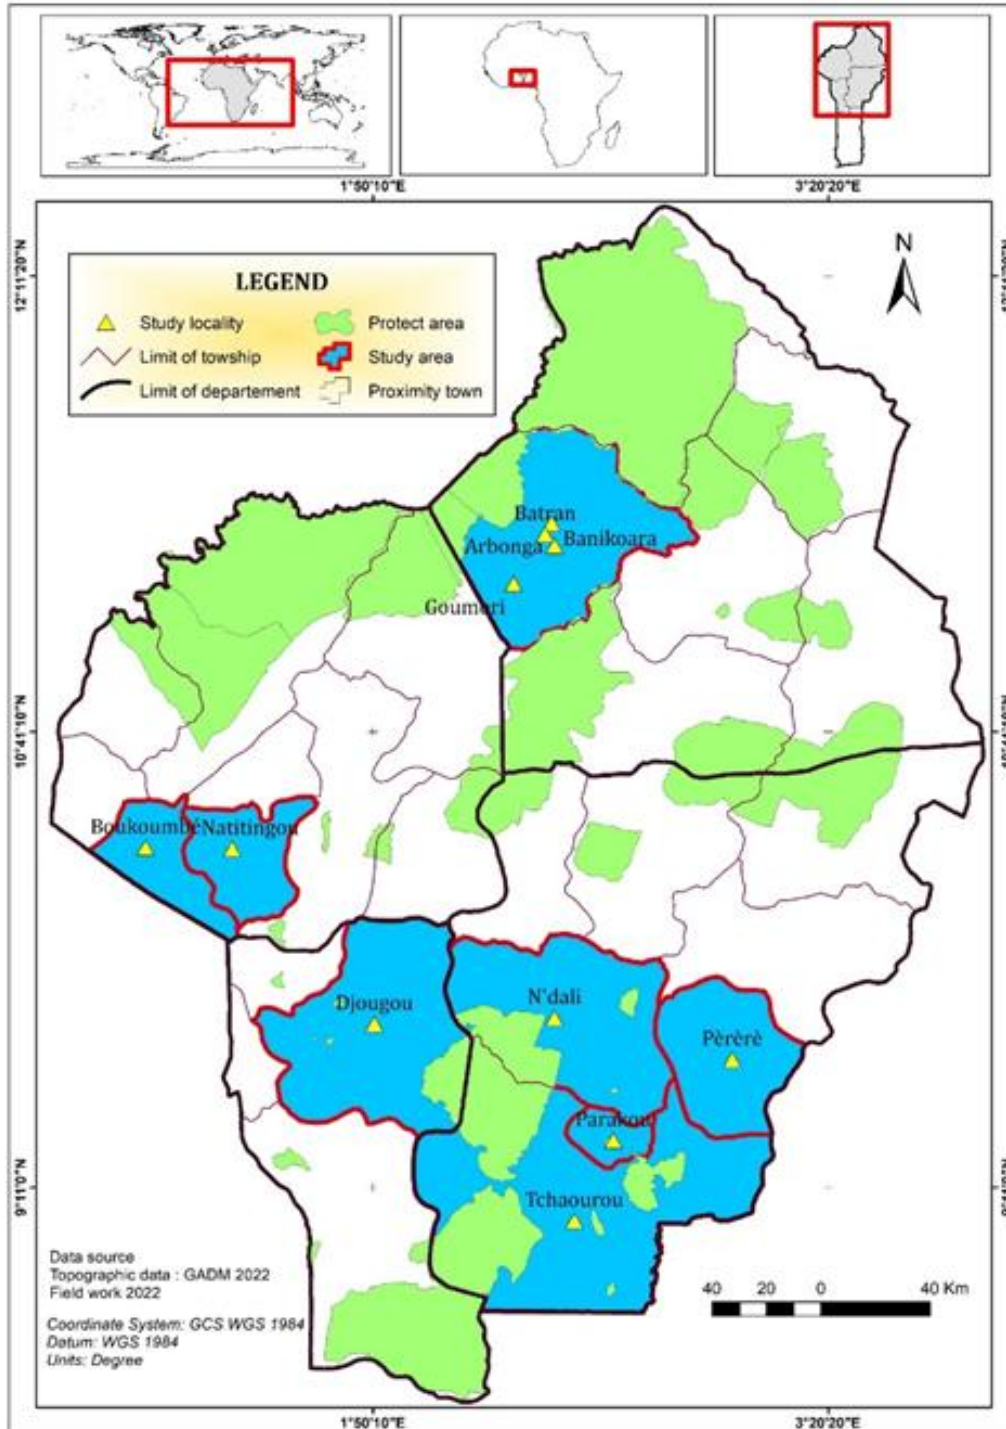 1°50'10"E
3°20'20"E
12°11'20"N
N
LEGEND
Study locality
Protect area
Limit of towship
Study area
Limit of departement
Proximity town
Batran
Arbonga
Banikoara
Goumori
10°41'10"N
Boukoumbé
Natitingou
Djougou
N'dali
Pèrèrè
Parakou
Tchaourou
9°11'0"N
Data source
Topographic data : GADM 2022
Field work 2022
Coordinate System: GCS WGS 1984
Datum: WGS 1984
Units: Degree
40 20 0 40 Km
1°50'10"E
3°20'20"E